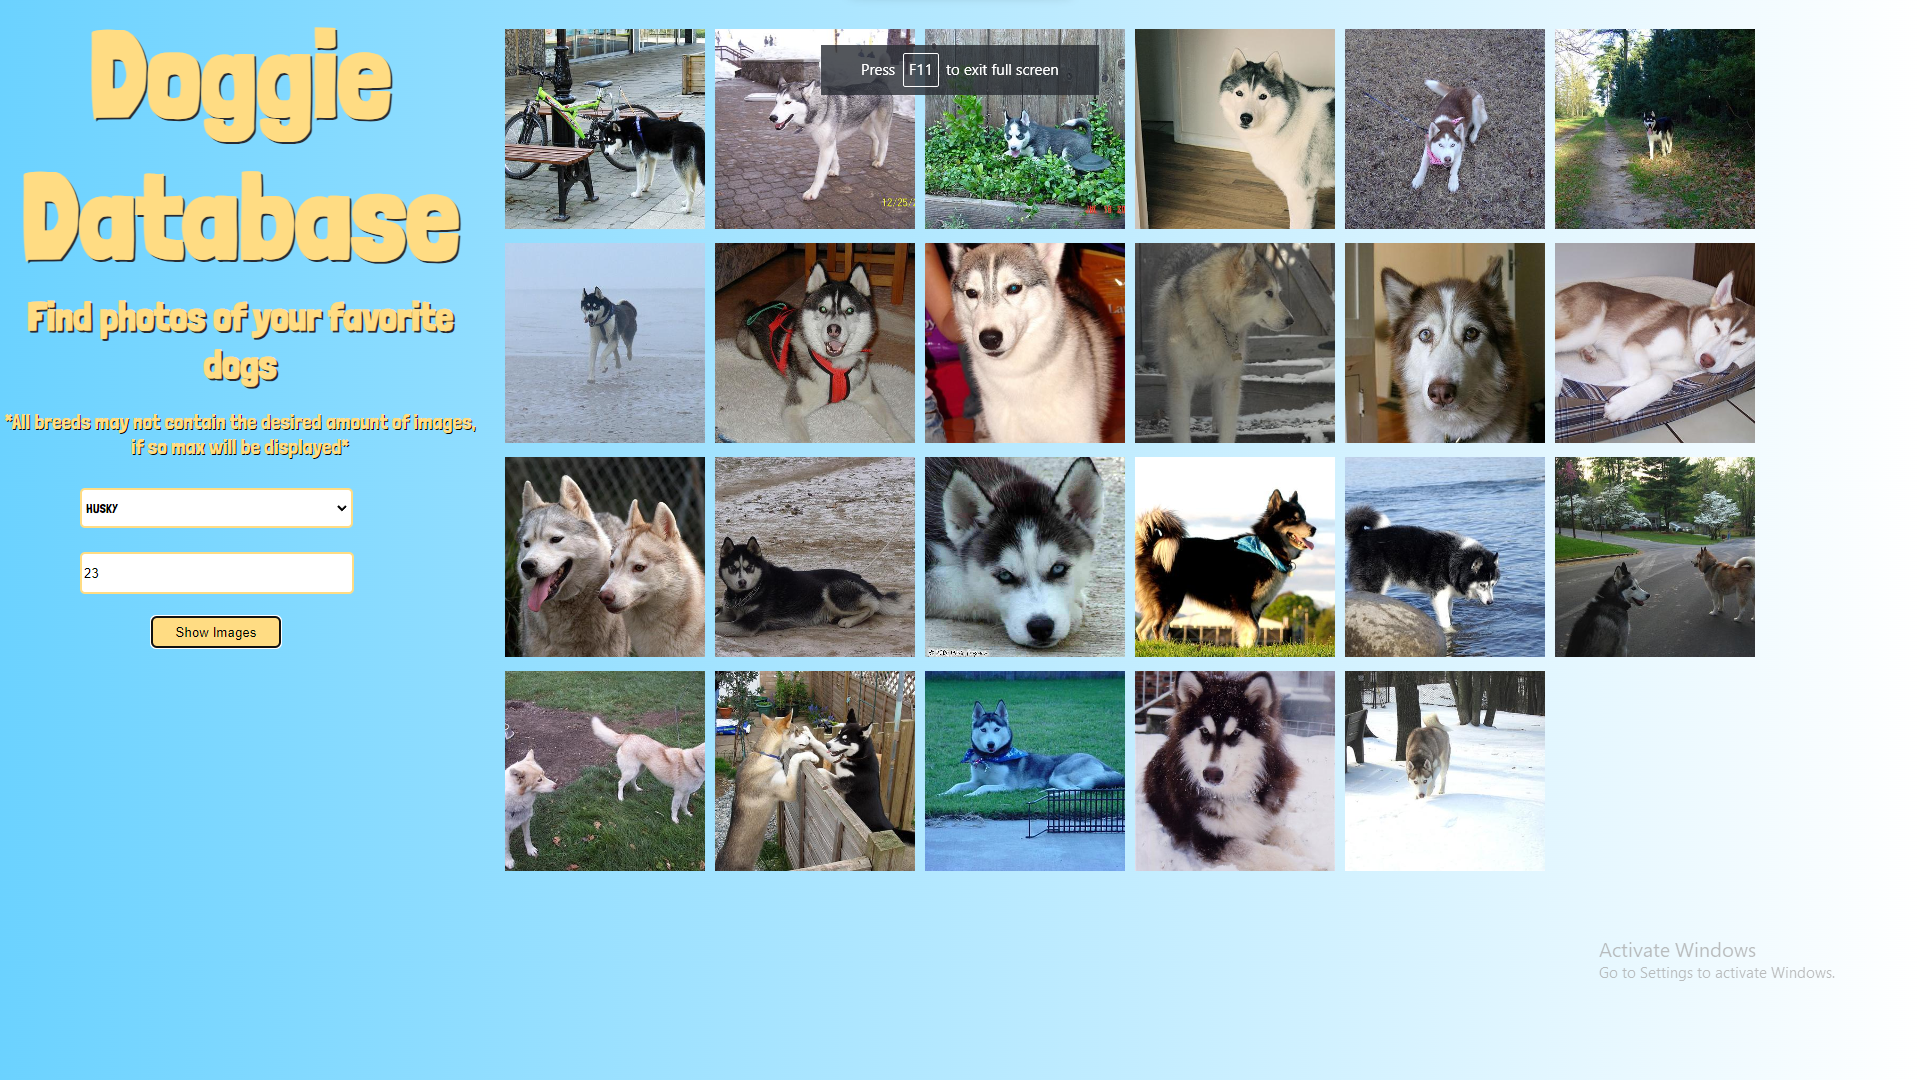 Doggie
Database
Find photos of your favorite
dogs
*All breeds may not contain the desired amount of images,
if so max will be displayed*
HUSKY
23
Show Images
Press F11 to exit full screen
12/25/
Activate Windows
Go to Settings to activate Windows.